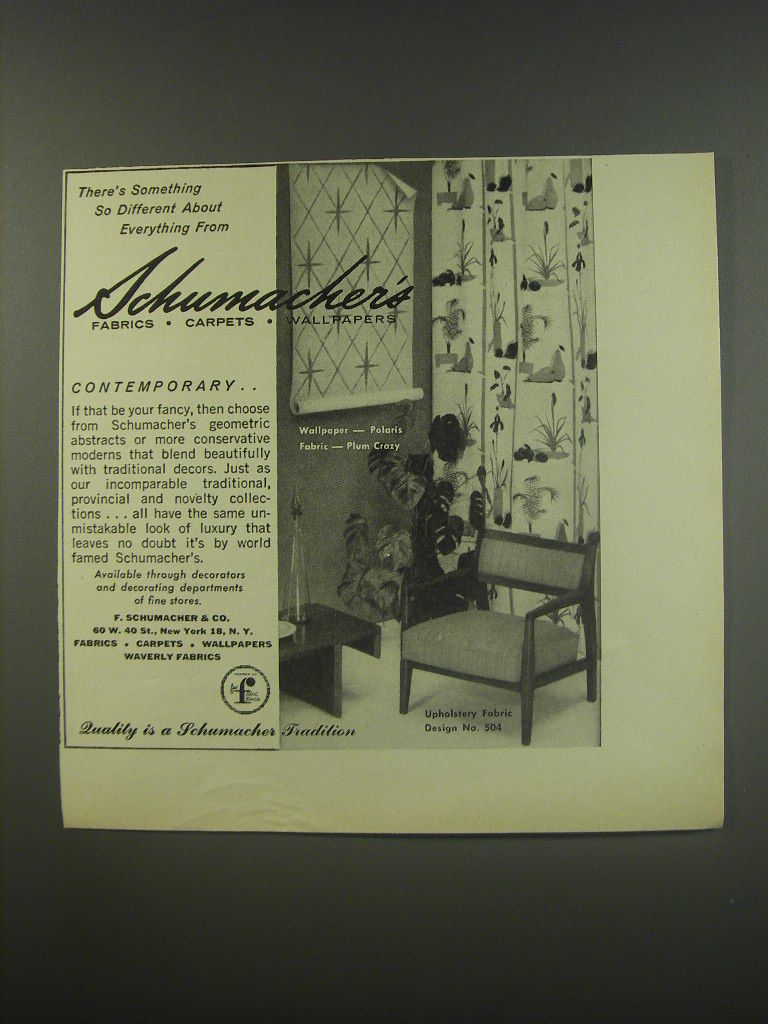 There's Something
So Different About
Everything From
Schumacher's
FABRICS • CARPETS • WALLPAPERS
CONTEMPORARY..
If that be your fancy, then choose
from Schumacher's geometric
abstracts or more conservative
moderns that blend beautifully
with traditional decors. Just as
our incomparable traditional,
provincial and novelty collec-
tions . . . all have the same un-
mistakable look of luxury that
leaves no doubt it's by world
famed Schumacher's.
Available through decorators
and decorating departments
of fine stores.
F. SCHUMACHER & CO.
60 W. 40 St., New York 18, N. Y.
FABRICS • CARPETS • WALLPAPERS
WAVERLY FABRICS
f
Quality is a Schumacher Tradition
Wallpaper — Polaris
Fabric — Plum Crazy
Upholstery Fabric
Design No. 504